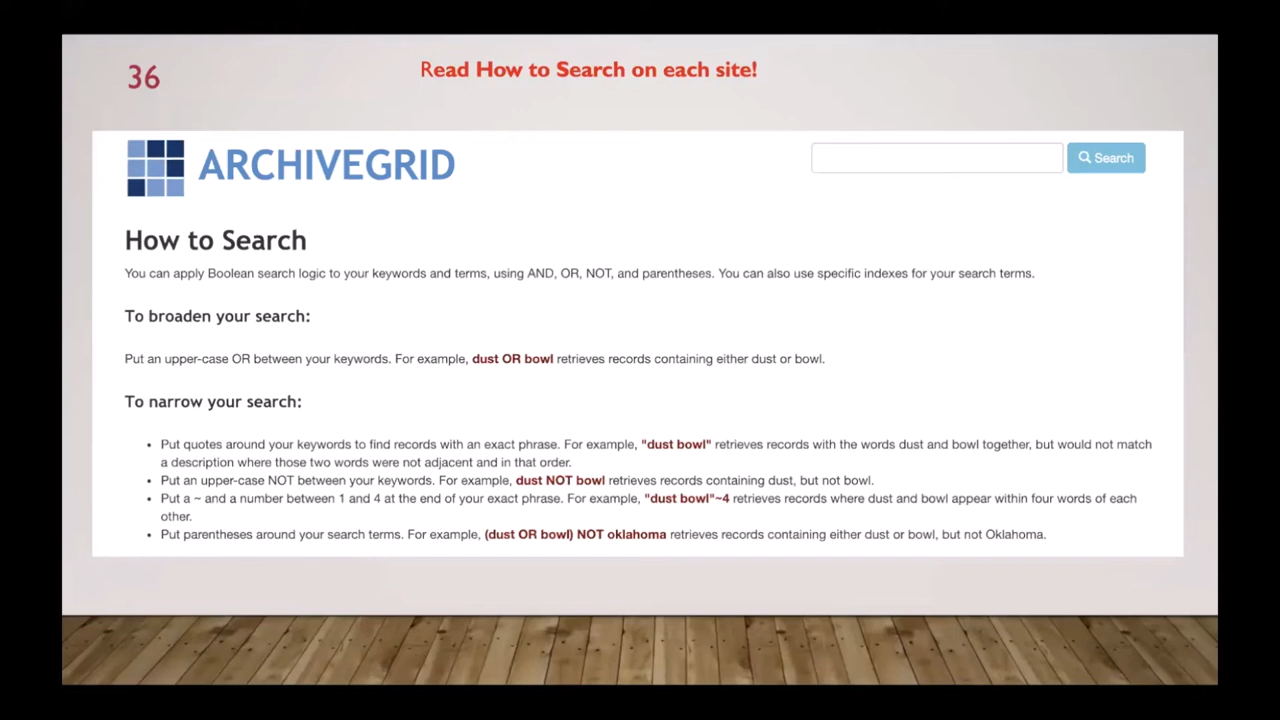 36
Read How to Search on each site!
ARCHIVEGRID
Search
How to Search
You can apply Boolean search logic to your keywords and terms, using AND, OR, NOT, and parentheses. You can also use specific indexes for your search terms.
To broaden your search:
Put an upper-case OR between your keywords. For example, dust OR bowl retrieves records containing either dust or bowl.
To narrow your search:
• Put quotes around your keywords to find records with an exact phrase. For example, "dust bowl" retrieves records with the words dust and bowl together, but would not match
a description where those two words were not adjacent and in that order.
• Put an upper-case NOT between your keywords. For example, dust NOT bowl retrieves records containing dust, but not bowl.
• Put a ~ and a number between 1 and 4 at the end of your exact phrase. For example, "dust bowl"~4 retrieves records where dust and bowl appear within four words of each
other.
• Put parentheses around your search terms. For example, (dust OR bowl) NOT oklahoma retrieves records containing either dust or bowl, but not Oklahoma.